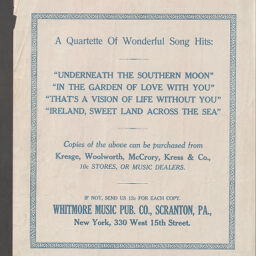 A Quartette Of Wonderful Song Hits:
"UNDERNEATH THE SOUTHERN MOON"
"IN THE GARDEN OF LOVE WITH YOU"
"THAT'S A VISION OF LIFE WITHOUT YOU"
"IRELAND, SWEET LAND ACROSS THE SEA"
Copies of the above can be purchased from
Kresge, Woolworth, McCrory, Kress & Co.,
10c STORES, OR MUSIC DEALERS.
IF NOT, SEND US 12c FOR EACH COPY.
WHITMORE MUSIC PUB. CO., SCRANTON, PA.,
New York, 330 West 15th Street.